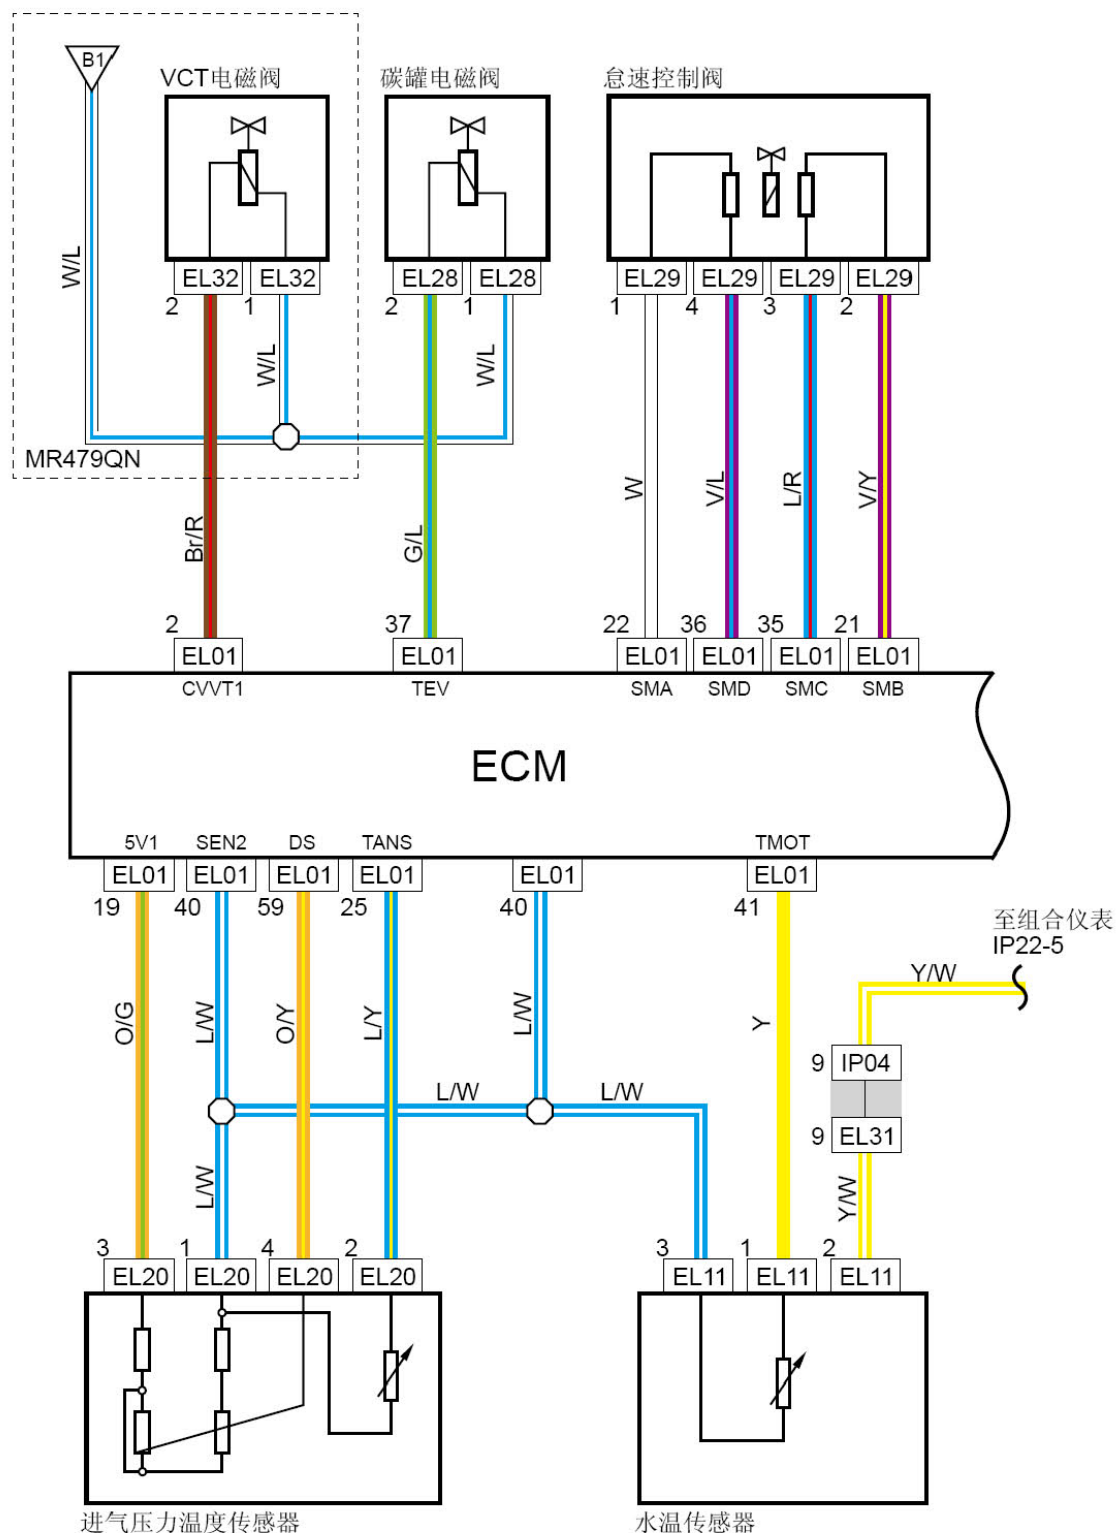 B1
VCT电磁阀
碳罐电磁阀
怠速控制阀
W/L
EL32 EL32 EL28 EL28 EL29 EL29 EL29 EL29
2 1 2 1 1 4 3 2
W/L W/L
MR479QN
W V/L L/R V/Y
Br/R G/L
2 37 22 36 35 21
EL01 EL01 EL01 EL01 EL01 EL01
CVVT1 TEV SMA SMD SMC SMB
ECM
5V1 SEN2 DS TANS TMOT
EL01 EL01 EL01 EL01 EL01 EL01
19 40 59 25 40 41
至组合仪表
IP22-5
Y/W
O/G L/W O/Y L/Y L/W Y
9 IP04
L/W L/W
9 EL31
L/W Y/W
3 1 4 2 3 1 2
EL20 EL20 EL20 EL20 EL11 EL11 EL11
进气压力温度传感器
水温传感器